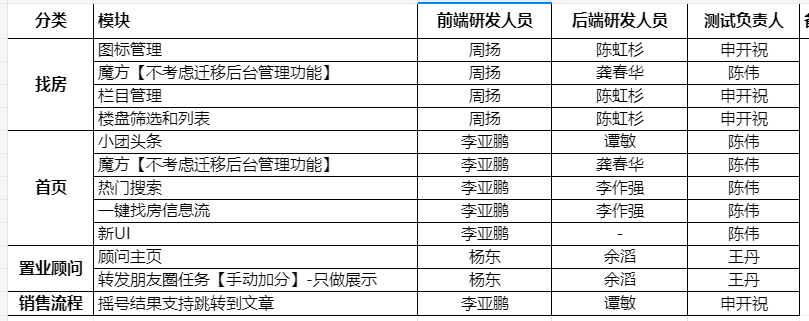 分类 模块 前端研发人员 后端研发人员 测试负责人
找房 图标管理 周扬 陈虹杉 申开祝
魔方【不考虑迁移后台管理功能】 周扬 龚春华 陈伟
栏目管理 周扬 陈虹杉 申开祝
楼盘筛选和列表 周扬 陈虹杉 申开祝
首页 小团头条 李亚鹏 谭敏 陈伟
魔方【不考虑迁移后台管理功能】 李亚鹏 龚春华 陈伟
热门搜索 李亚鹏 李作强 陈伟
一键找房信息流 李亚鹏 李作强 陈伟
新UI 李亚鹏 - 陈伟
置业顾问 顾问主页 杨东 余滔 王丹
转发朋友圈任务【手动加分】-只做展示 杨东 余滔 王丹
销售流程 摇号结果支持跳转到文章 李亚鹏 谭敏 申开祝